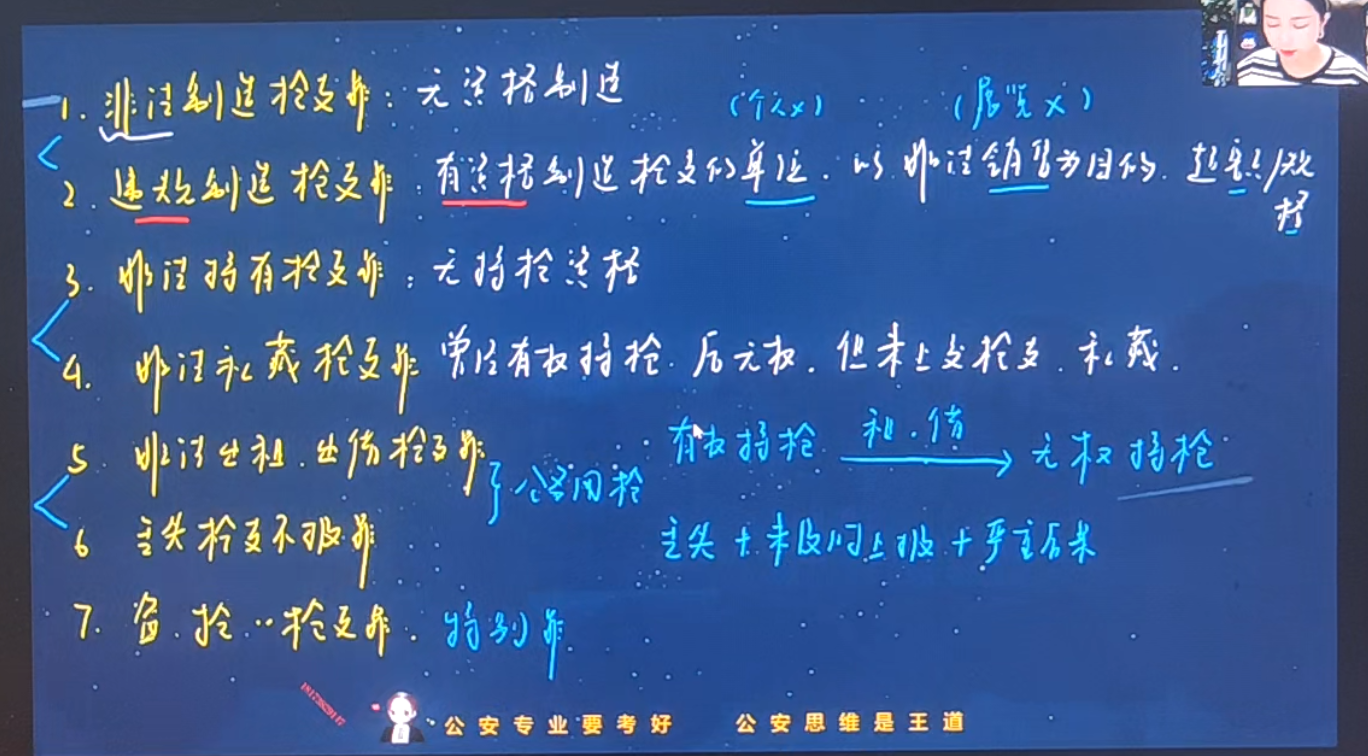 1. 非法制造枪支罪：无资格制造
（个人×）（展览×）
2. 违规制造枪支罪：有资格制造枪支的单位.以非法销售为目的.超量/规格
3. 非法持有枪支罪：无持枪资格
4. 非法私藏枪支罪 曾经有权持枪.后无权.但未上交枪支.私藏.
有权持枪 租.借 → 无权持枪
5 非法出租.出借枪支罪
} 公务用枪
6 丢失枪支不报罪
丢失+未及时上报+严重后果
7. 盗.抢··枪支罪.特别罪
公安专业要考好 公安思维是王道